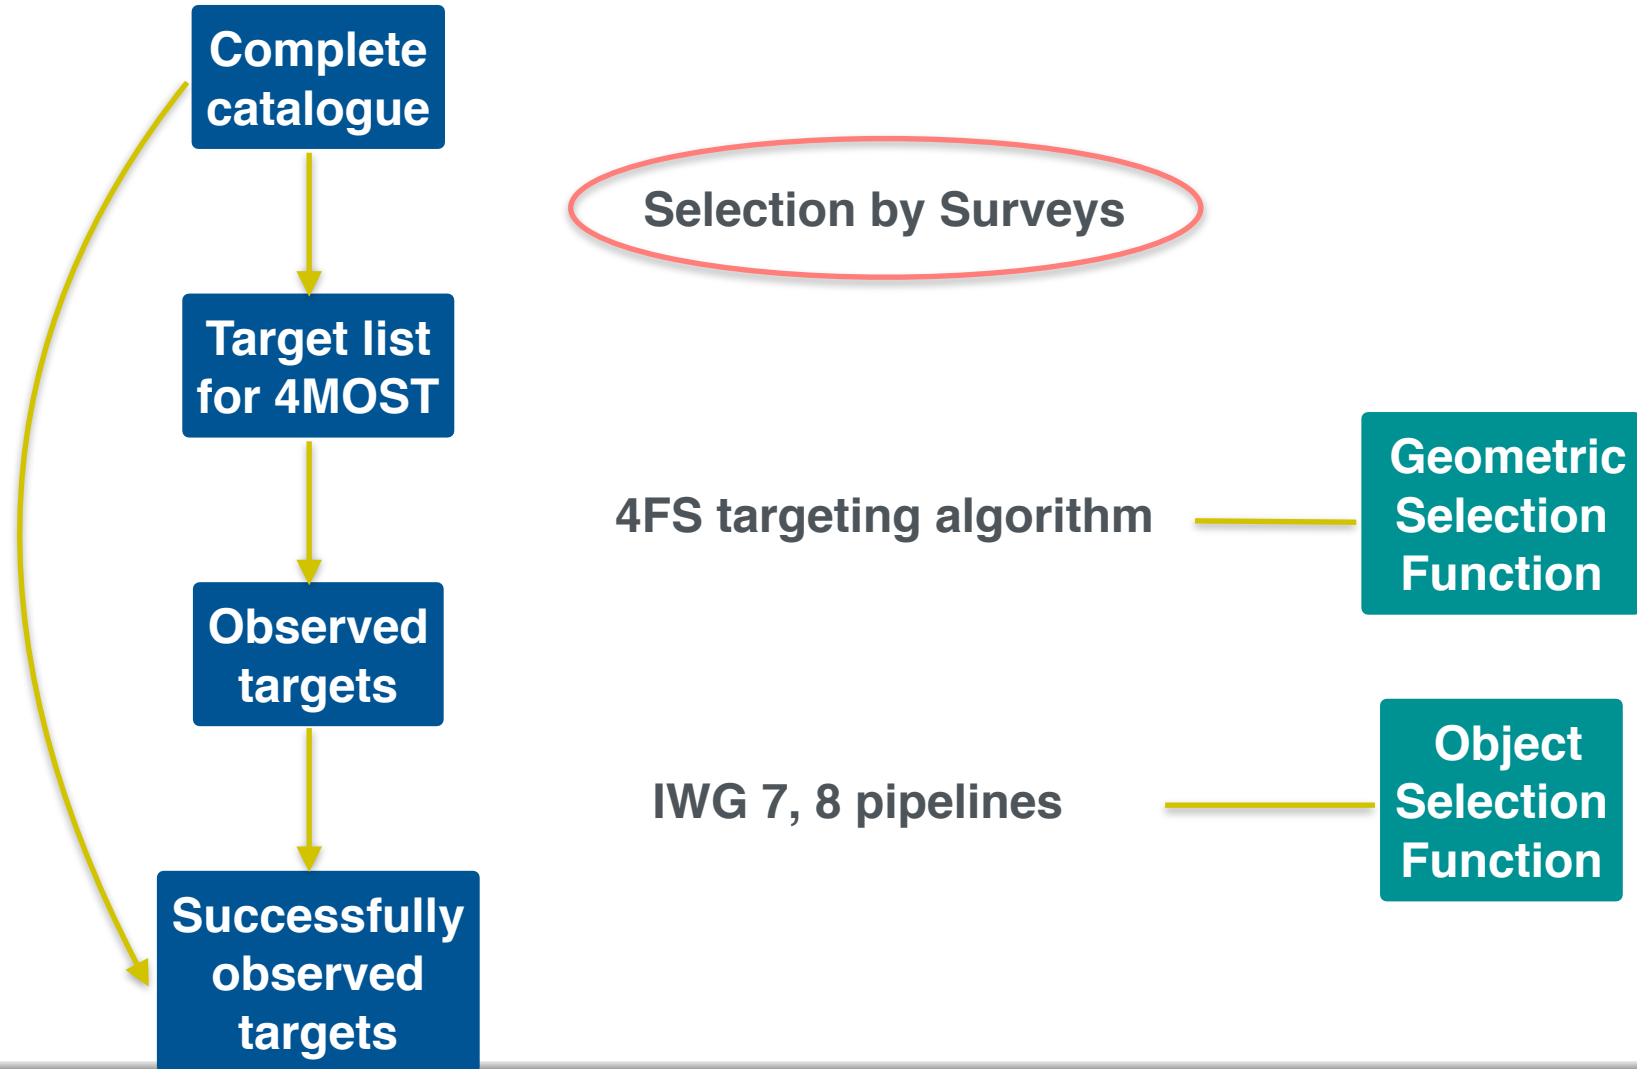 Complete
catalogue
Selection by Surveys
Target list
for 4MOST
4FS targeting algorithm
Geometric
Selection
Function
Observed
targets
IWG 7, 8 pipelines
Object
Selection
Function
Successfully
observed
targets